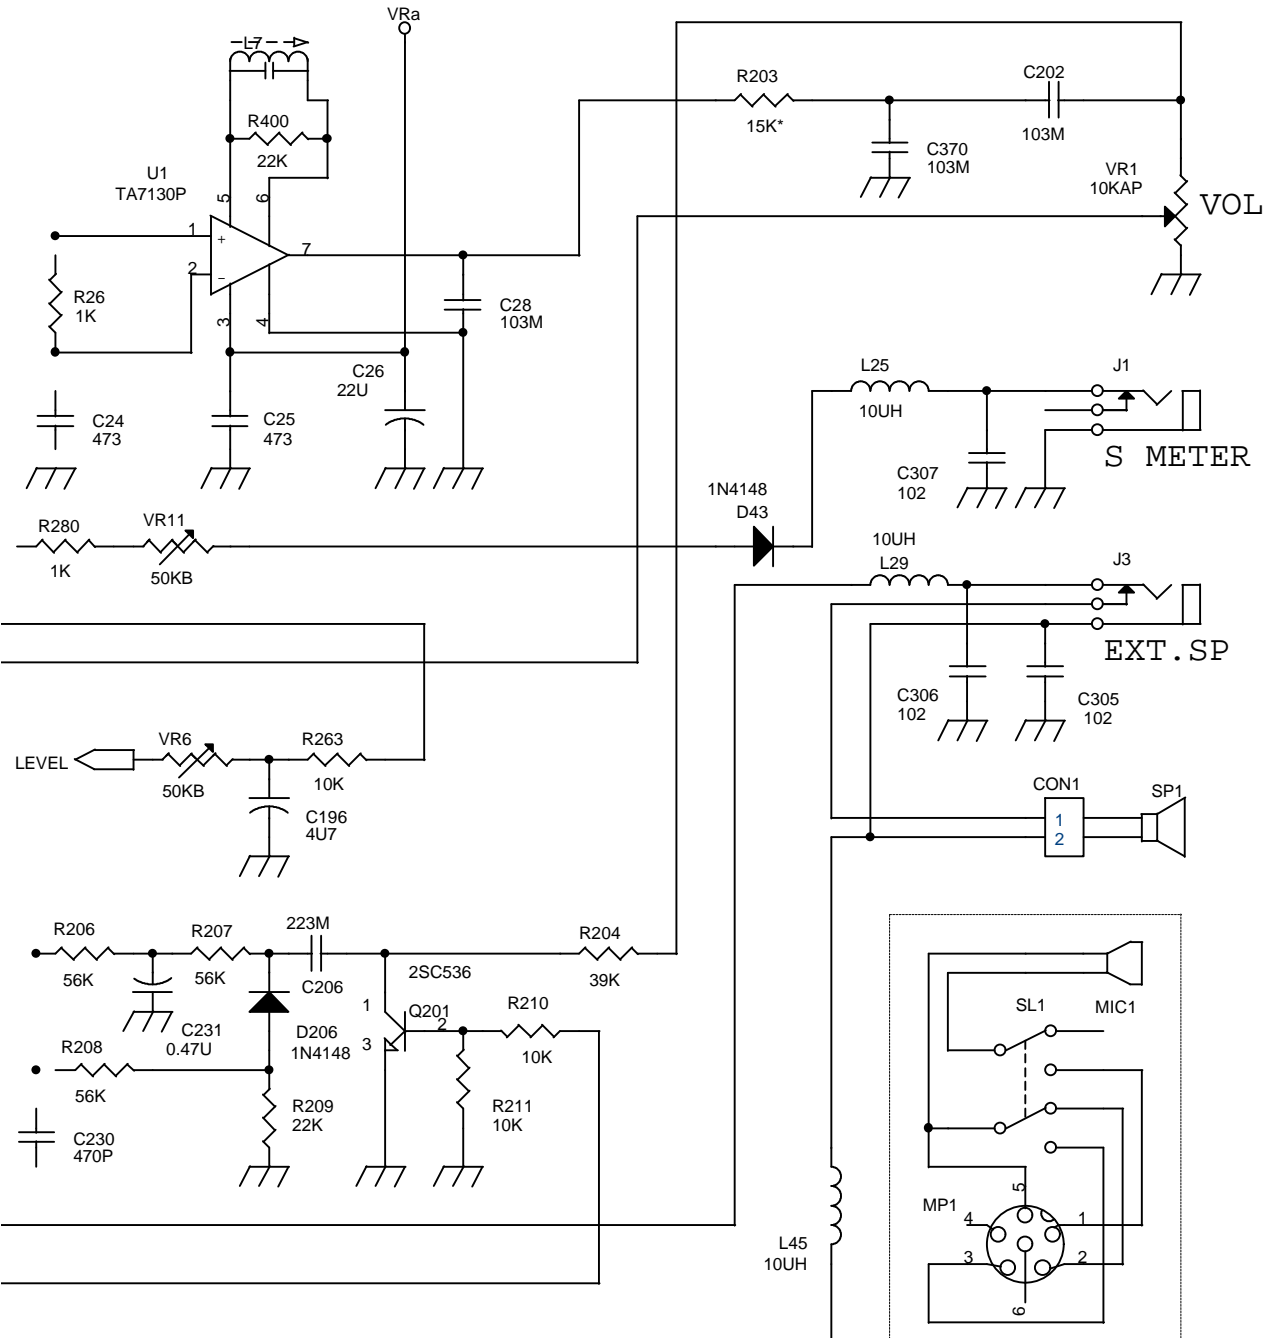 VRa
L7
R203
C202
15K*
103M
R400
22K
C370
103M
U1
TA7130P
VR1
10KAP
VOL
5
6
1
+
7
2
−
R26
1K
C28
103M
3
4
C26
22U
L25
J1
10UH
C24
473
C25
473
S METER
C307
102
1N4148
D43
R280
VR11
1K
50KB
10UH
L29
J3
EXT.SP
C306
102
C305
102
LEVEL
VR6
R263
50KB
10K
C196
4U7
CON1
SP1
1
2
R206
R207
223M
R204
56K
56K
C206
2SC536
39K
1
Q201
2
R210
SL1
MIC1
C231
0.47U
D206
1N4148
3
10K
R208
56K
R209
22K
R211
10K
C230
470P
5
MP1
4
1
3
2
6
L45
10UH